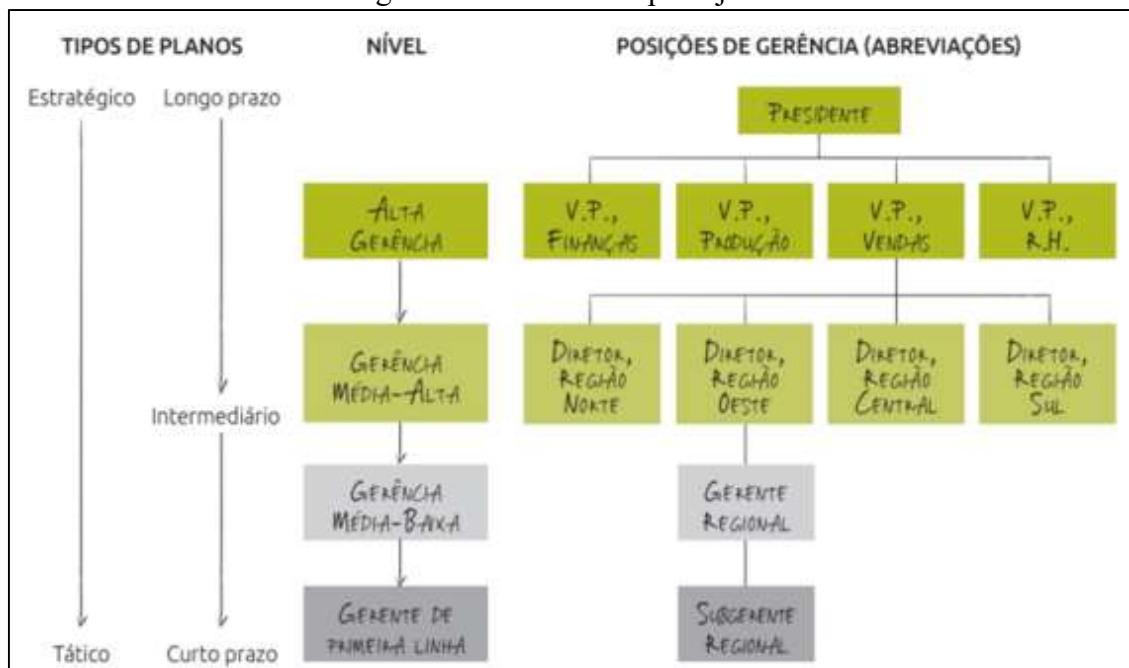 TIPOS DE PLANOS
NÍVEL
POSIÇÕES DE GERÊNCIA (ABREVIAÇÕES)
Estratégico
Longo prazo
PRESIDENTE
ALTA
GERÊNCIA
V.P.,
FINANÇAS
V.P.,
PRODUÇÃO
V.P.,
VENDAS
V.P.,
R.H.
GERÊNCIA
MÉDIA-ALTA
DIRETOR,
REGIÃO
NORTE
DIRETOR,
REGIÃO
OESTE
DIRETOR,
REGIÃO
CENTRAL
DIRETOR,
REGIÃO
SUL
Intermediário
GERÊNCIA
MÉDIA-BAIXA
GERENTE
REGIONAL
GERENTE DE
PRIMEIRA LINHA
SUBGERENTE
REGIONAL
Tático
Curto prazo